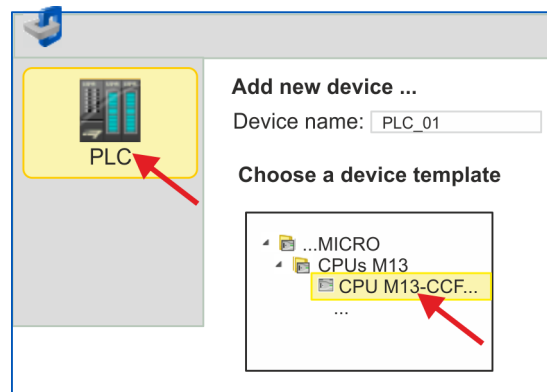 PLC
Add new device ...
Device name: PLC_01
Choose a device template
...MICRO
CPUs M13
CPU M13-CCF...
...